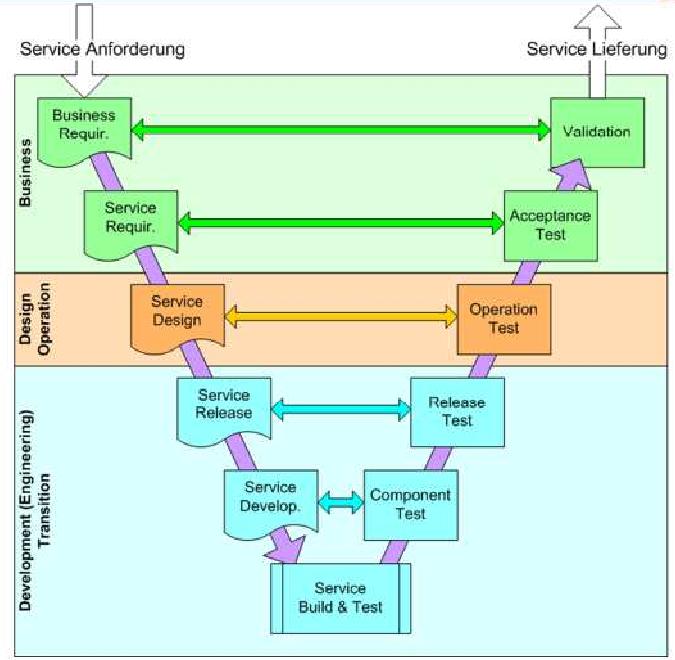 Service Anforderung
Service Lieferung
Business
Business
Requir.
Validation
Service
Requir.
Acceptance
Test
Design
Operation
Service
Design
Operation
Test
Development (Engineering)
Transition
Service
Release
Release
Test
Service
Develop.
Component
Test
Service
Build & Test